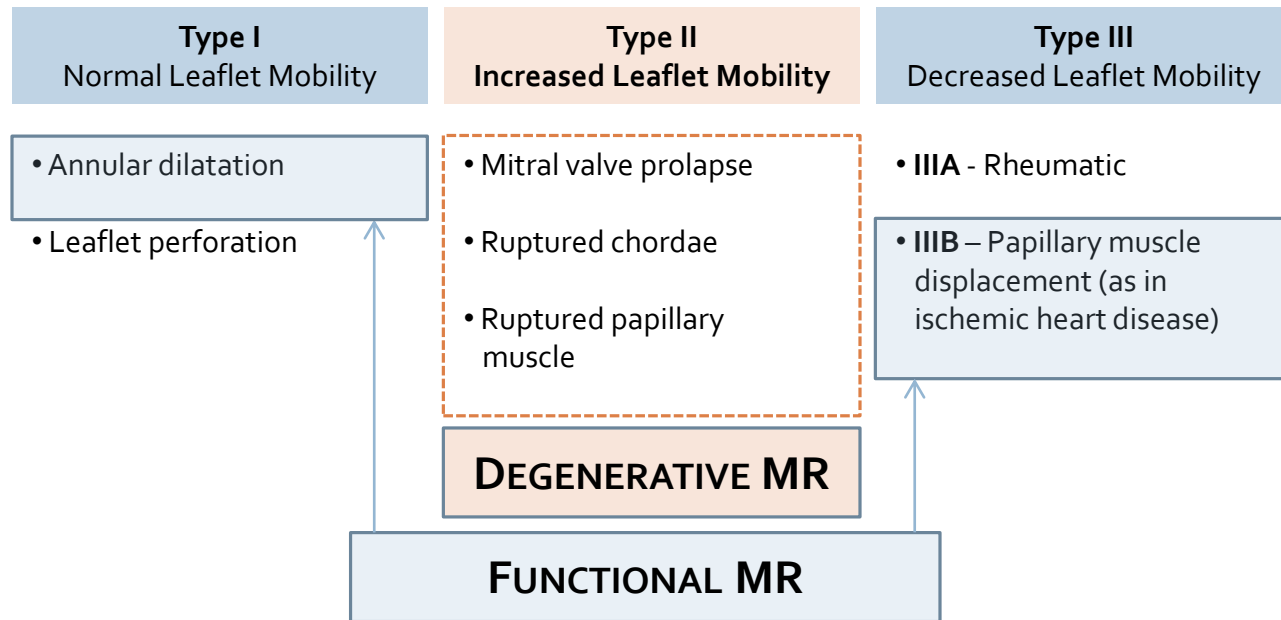 Type I
Normal Leaflet Mobility
Type II
Increased Leaflet Mobility
Type III
Decreased Leaflet Mobility
• Annular dilatation
• Leaflet perforation
• Mitral valve prolapse
• Ruptured chordae
• Ruptured papillary
muscle
• IIIA - Rheumatic
• IIIB – Papillary muscle
displacement (as in
ischemic heart disease)
DEGENERATIVE MR
FUNCTIONAL MR